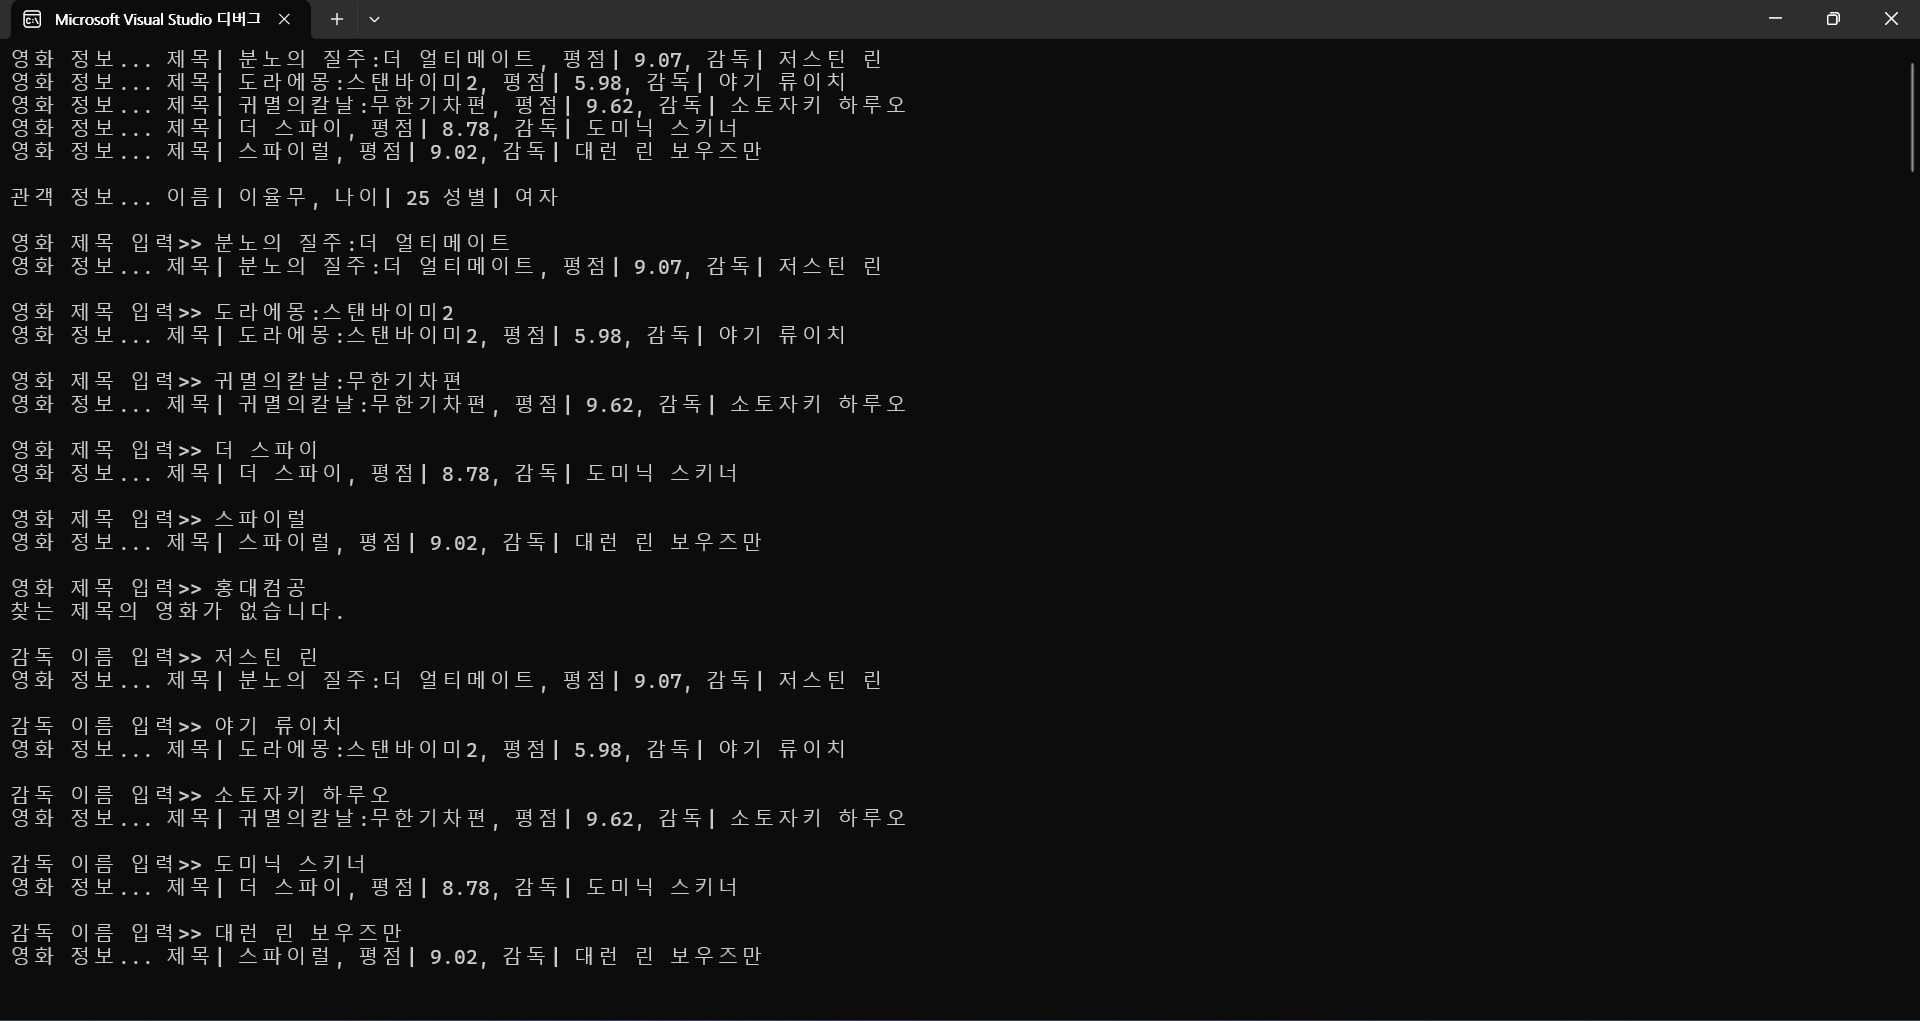 Microsoft Visual Studio 디버그
영화 정보... 제목| 분노의 질주:더 얼티메이트, 평점| 9.07, 감독| 저스틴 린
영화 정보... 제목| 도라에몽:스탠바이미2, 평점| 5.98, 감독| 야기 류이치
영화 정보... 제목| 귀멸의칼날:무한기차편, 평점| 9.62, 감독| 소토자키 하루오
영화 정보... 제목| 더 스파이, 평점| 8.78, 감독| 도미닉 스키너
영화 정보... 제목| 스파이럴, 평점| 9.02, 감독| 대런 린 보우즈만
관객 정보... 이름| 이율무, 나이| 25 성별| 여자
영화 제목 입력>> 분노의 질주:더 얼티메이트
영화 정보... 제목| 분노의 질주:더 얼티메이트, 평점| 9.07, 감독| 저스틴 린
영화 제목 입력>> 도라에몽:스탠바이미2
영화 정보... 제목| 도라에몽:스탠바이미2, 평점| 5.98, 감독| 야기 류이치
영화 제목 입력>> 귀멸의칼날:무한기차편
영화 정보... 제목| 귀멸의칼날:무한기차편, 평점| 9.62, 감독| 소토자키 하루오
영화 제목 입력>> 더 스파이
영화 정보... 제목| 더 스파이, 평점| 8.78, 감독| 도미닉 스키너
영화 제목 입력>> 스파이럴
영화 정보... 제목| 스파이럴, 평점| 9.02, 감독| 대런 린 보우즈만
영화 제목 입력>> 홍대컴공
찾는 제목의 영화가 없습니다.
감독 이름 입력>> 저스틴 린
영화 정보... 제목| 분노의 질주:더 얼티메이트, 평점| 9.07, 감독| 저스틴 린
감독 이름 입력>> 야기 류이치
영화 정보... 제목| 도라에몽:스탠바이미2, 평점| 5.98, 감독| 야기 류이치
감독 이름 입력>> 소토자키 하루오
영화 정보... 제목| 귀멸의칼날:무한기차편, 평점| 9.62, 감독| 소토자키 하루오
감독 이름 입력>> 도미닉 스키너
영화 정보... 제목| 더 스파이, 평점| 8.78, 감독| 도미닉 스키너
감독 이름 입력>> 대런 린 보우즈만
영화 정보... 제목| 스파이럴, 평점| 9.02, 감독| 대런 린 보우즈만